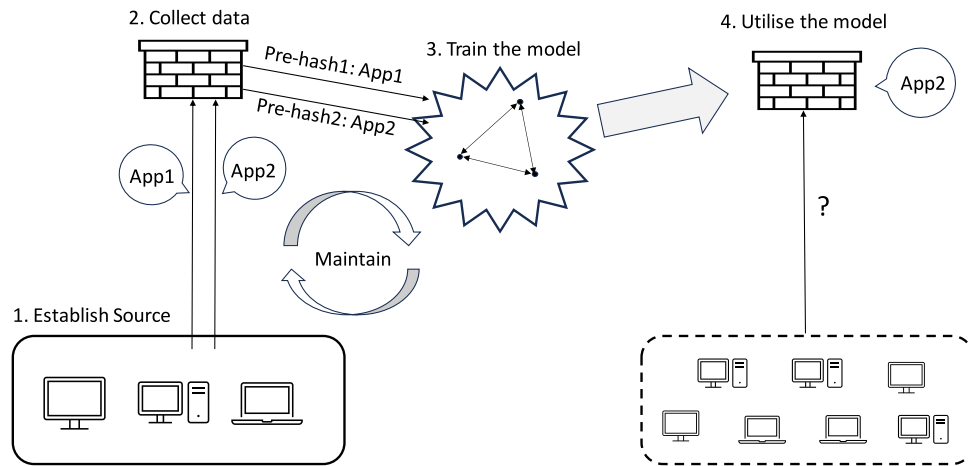 2. Collect data
4. Utilise the model
3. Train the model
Pre-hash1: App1
Pre-hash2: App2
App2
App1
App2
?
Maintain
1. Establish Source